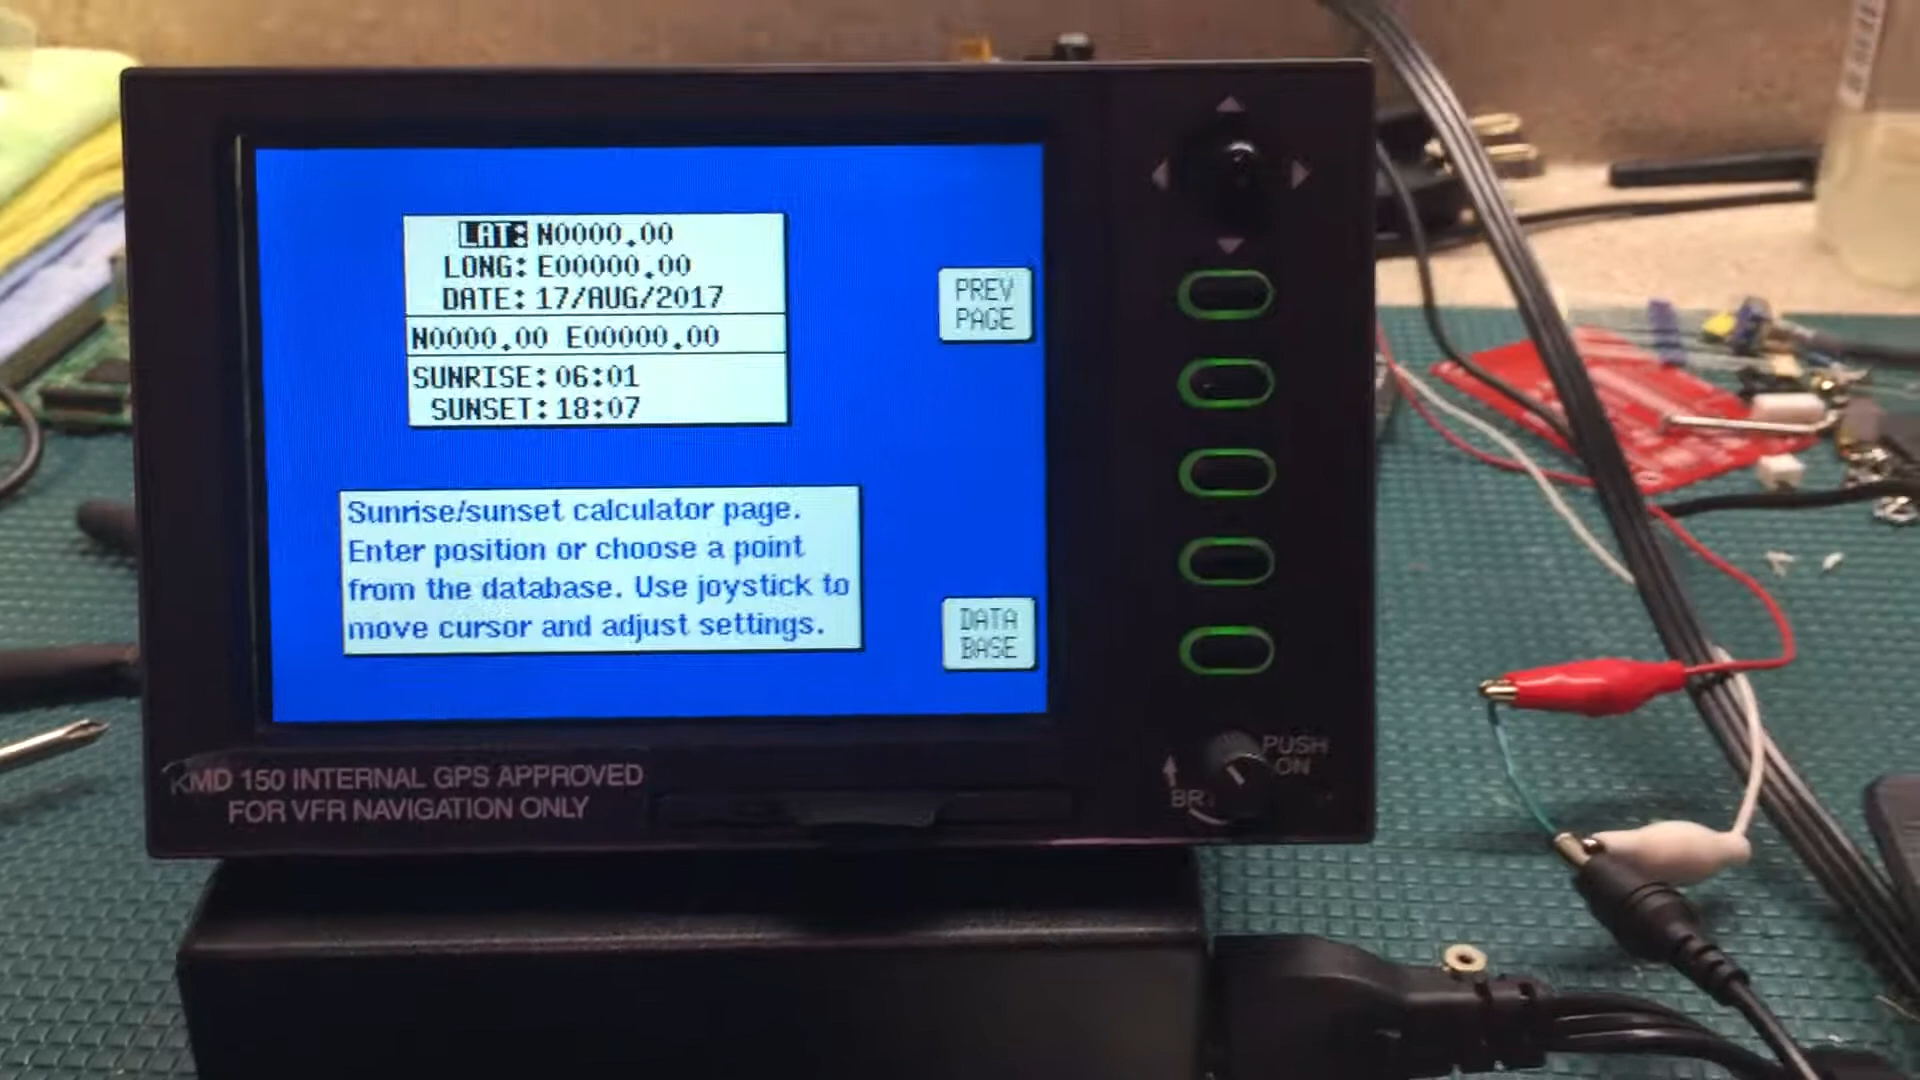 LAT: N0000.00
LONG: E00000.00
DATE: 17/AUG/2017
N0000.00 E00000.00
SUNRISE: 06:01
SUNSET: 18:07
PREV
PAGE
Sunrise/sunset calculator page.
Enter position or choose a point
from the database. Use joystick to
move cursor and adjust settings.
DATA
BASE
KMD 150 INTERNAL GPS APPROVED
FOR VFR NAVIGATION ONLY
PUSH
ON